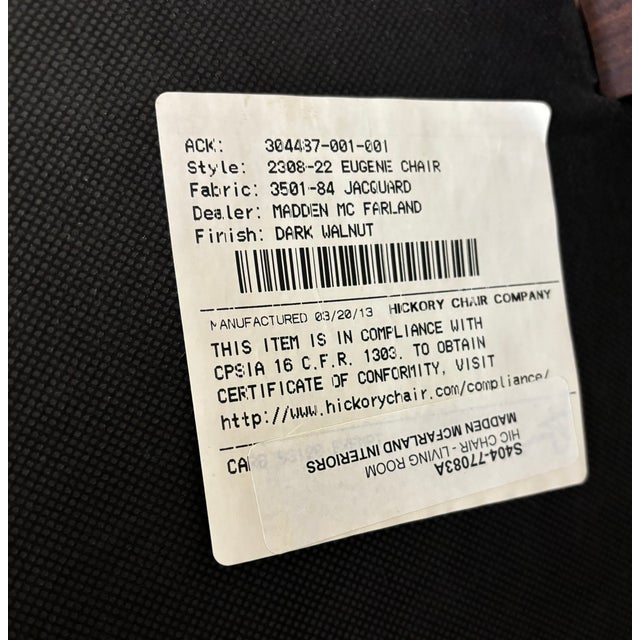 ACK: 304487-001-001
Style: 2308-22 EUGENE CHAIR
Fabric: 3501-84 JACQUARD
Dealer: MADDEN MC FARLAND
Finish: DARK WALNUT
MANUFACTURED 03/20/13 HICKORY CHAIR COMPANY
THIS ITEM IS IN COMPLIANCE WITH
CPSIA 16 C.F.R. 1303. TO OBTAIN
CERTIFICATE OF CONFORMITY, VISIT
http://www.hickorychair.com/compliance/
CA
S404-77083A
HIC CHAIR - LIVING ROOM
MADDEN MCFARLAND INTERIORS